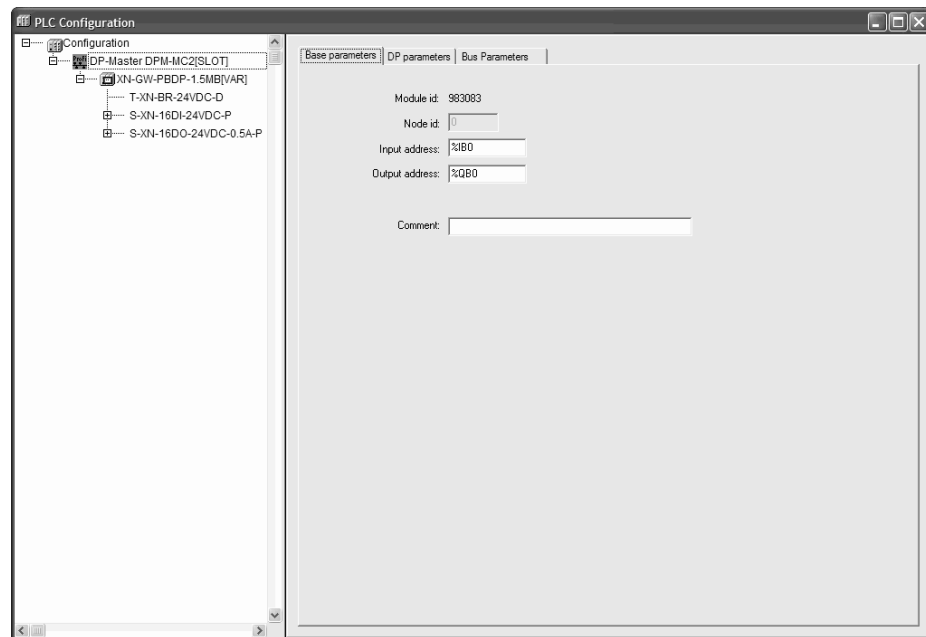 PLC Configuration
Configuration
DP-Master DPM-MC2[SLOT]
XN-GW-PBDP-1.5MB[VAR]
T-XN-BR-24VDC-D
S-XN-16DI-24VDC-P
S-XN-16DO-24VDC-0.5A-P
Base parameters DP parameters Bus Parameters
Module id: 983083
Node id: 0
Input address: %IB0
Output address: %QB0
Comment: